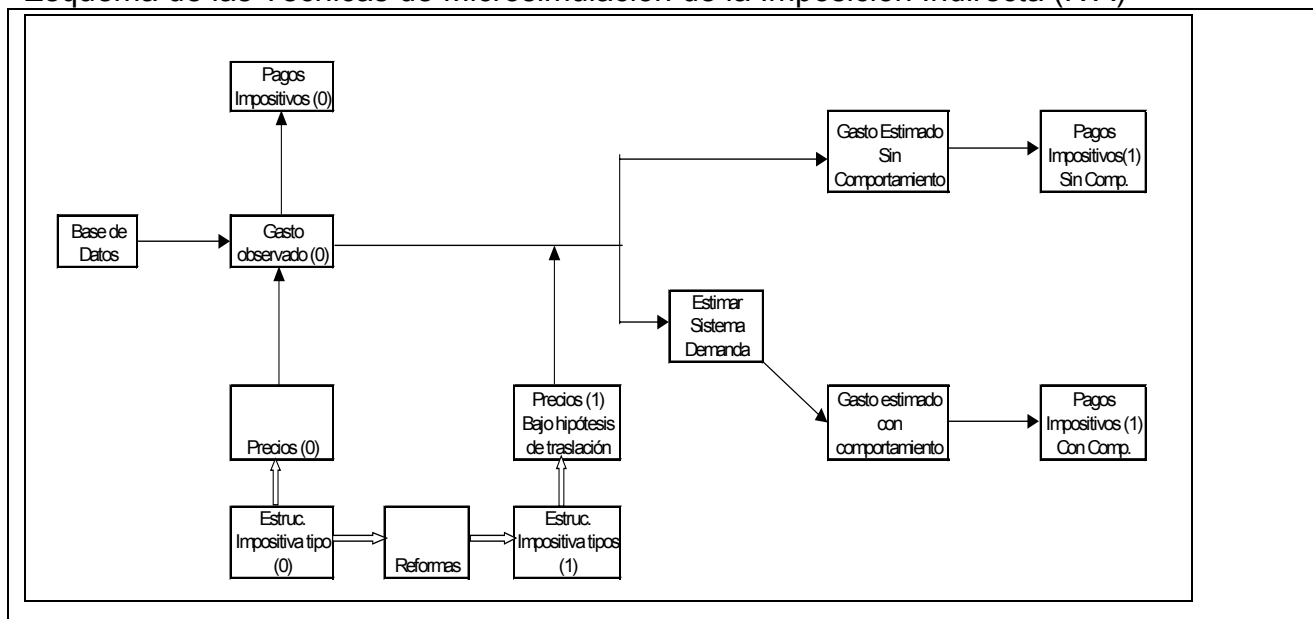 Esquema de las Técnicas de Microsimulación de la Imposición Indirecta (IVA)
Pagos
Impositivos (0)
Gasto Estimado
Sin
Comportamiento
Pagos
Impositivos(1)
Sin Comp.
Base de
Datos
Gasto
observado (0)
Estimar
Sistema
Demanda
Precios (0)
Precios (1)
Bajo hipótesis
de traslación
Gasto estimado
con
comportamiento
Pagos
Impositivos (1)
Con Comp.
Estruc.
Impositiva tipo
(0)
Reformas
Estruc.
Impositiva tipos
(1)